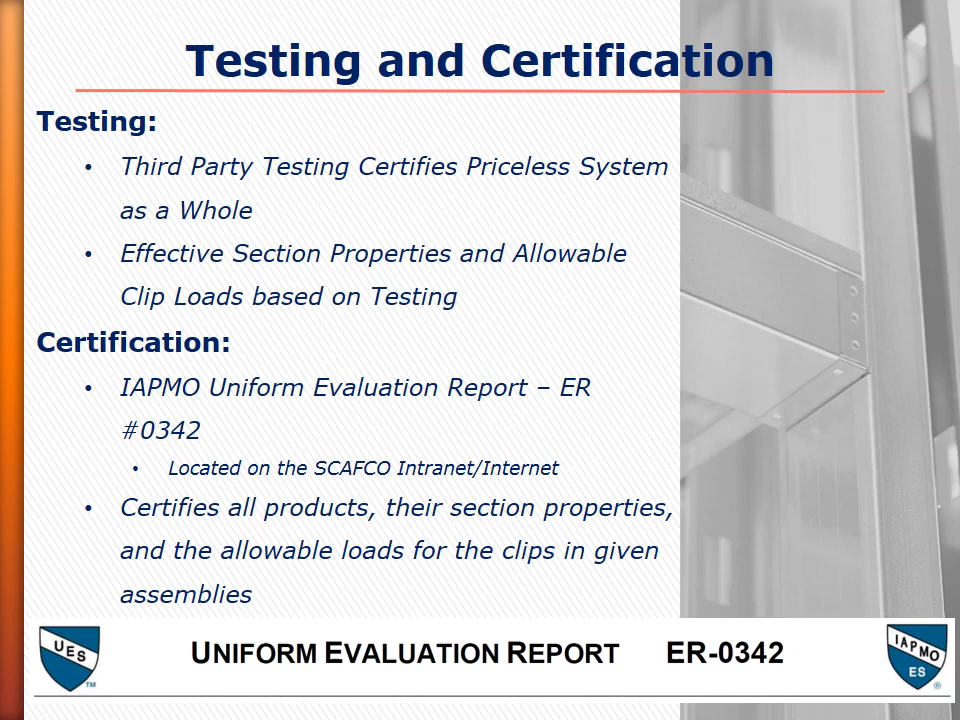 Testing and Certification
Testing:
• Third Party Testing Certifies Priceless System
as a Whole
• Effective Section Properties and Allowable
Clip Loads based on Testing
Certification:
• IAPMO Uniform Evaluation Report – ER
#0342
• Located on the SCAFCO Intranet/Internet
• Certifies all products, their section properties,
and the allowable loads for the clips in given
assemblies
UES
TM
UNIFORM EVALUATION REPORT ER-0342
IAPMO
ES
®